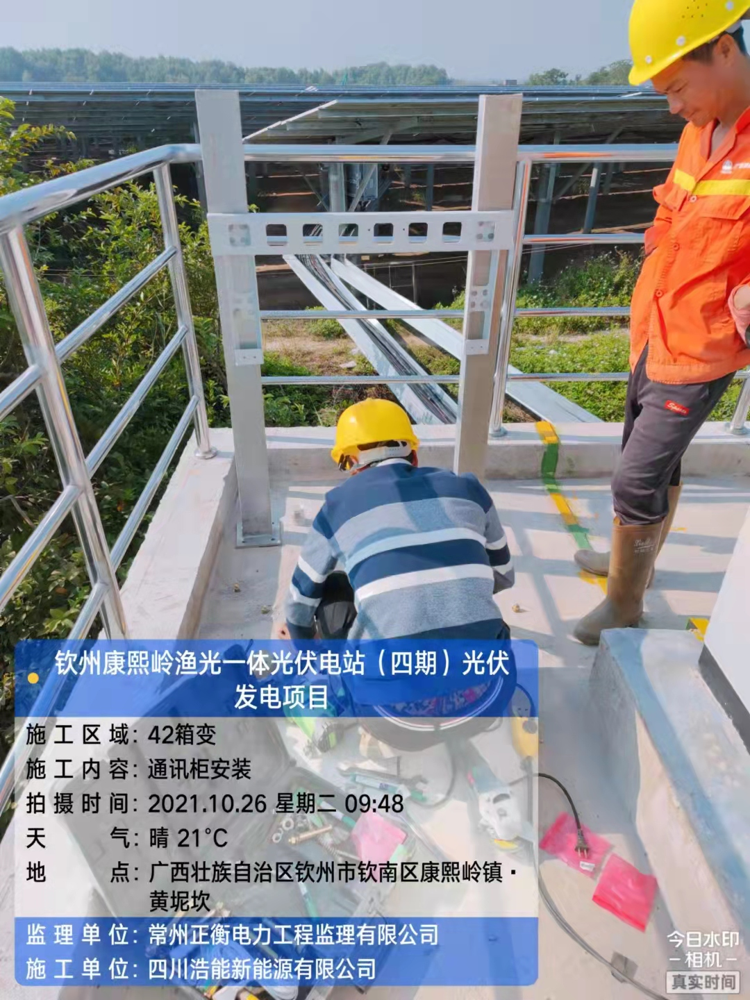 钦州康熙岭渔光一体光伏电站（四期）光伏
发电项目
施工区域：42箱变
施工内容：通讯柜安装
拍摄时间：2021.10.26 星期二 09:48
天气：晴 21°C
地点：广西壮族自治区钦州市钦南区康熙岭镇·
黄坭坎
监理单位：常州正衡电力工程监理有限公司
施工单位：四川浩能新能源有限公司
今日水印
－相机－
真实时间